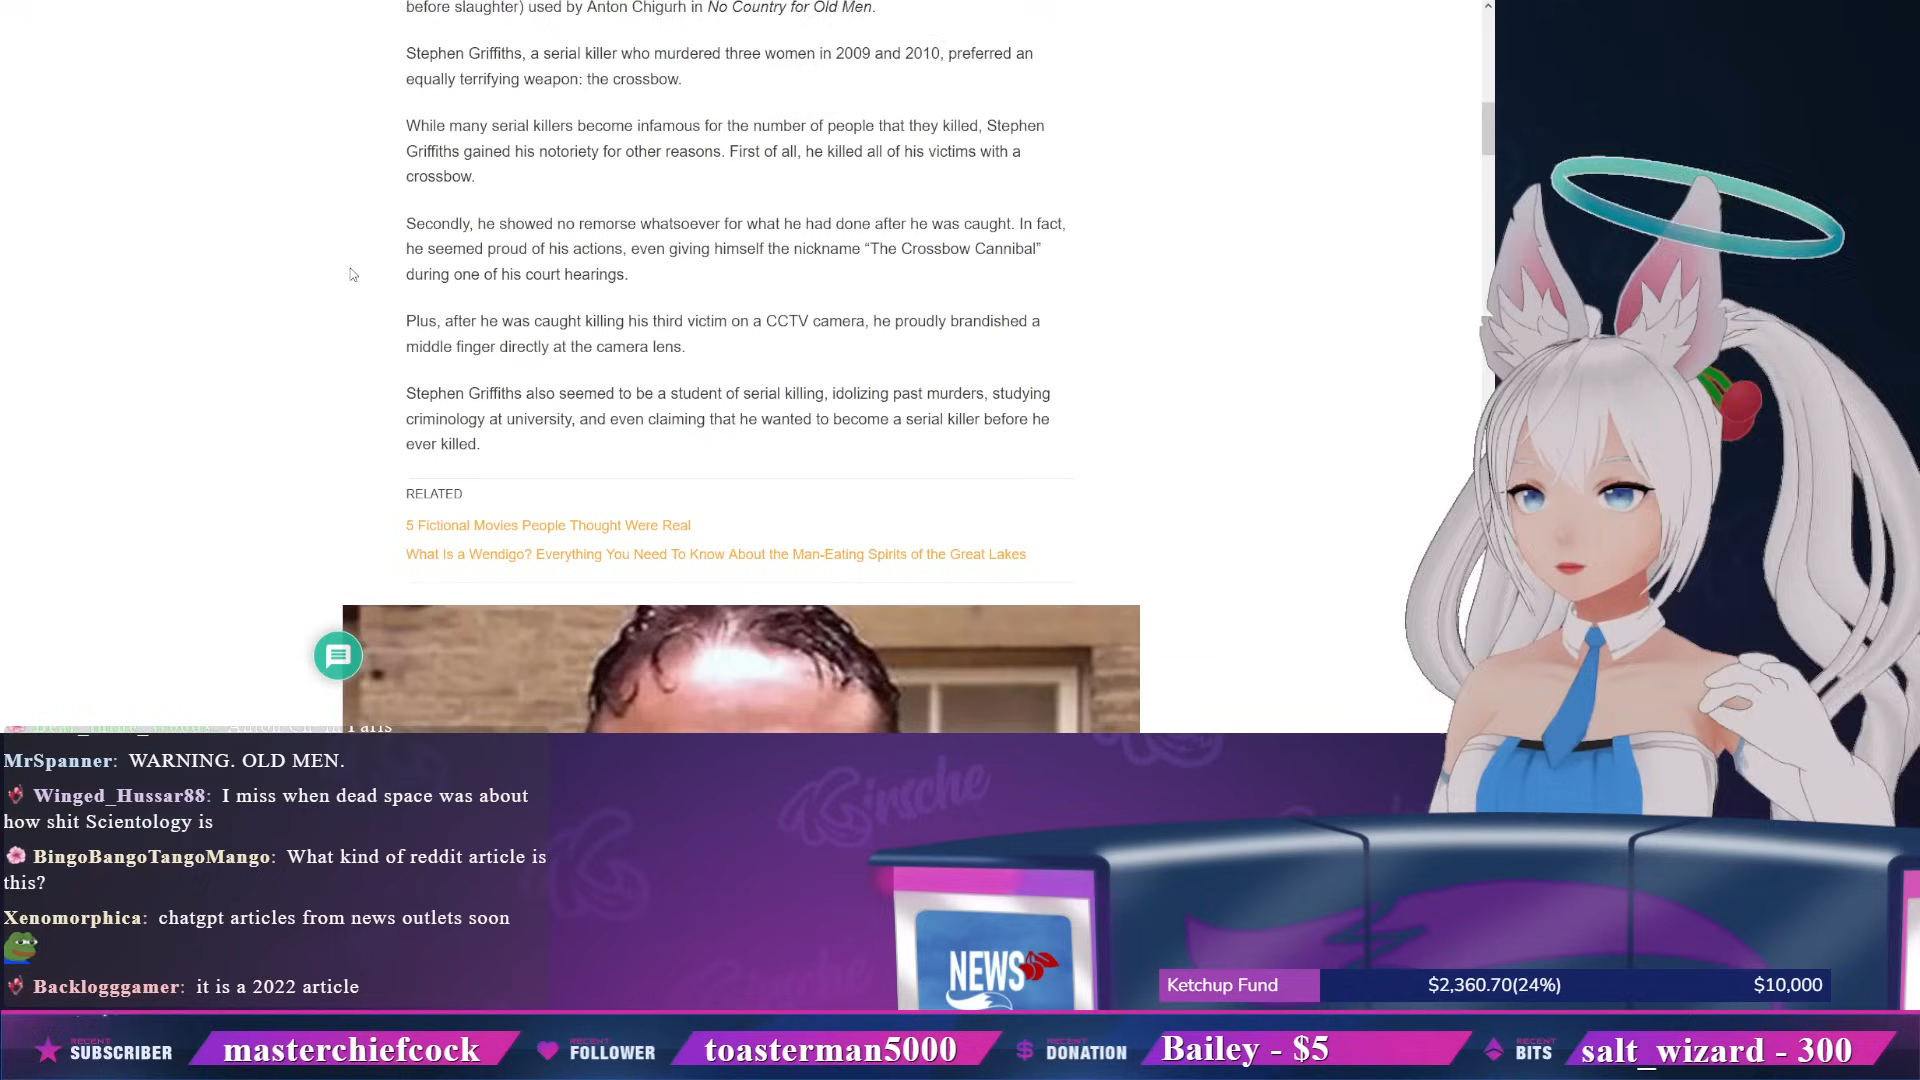 before slaughter) used by Anton Chigurh in No Country for Old Men.
Stephen Griffiths, a serial killer who murdered three women in 2009 and 2010, preferred an
equally terrifying weapon: the crossbow.
While many serial killers become infamous for the number of people that they killed, Stephen
Griffiths gained his notoriety for other reasons. First of all, he killed all of his victims with a
crossbow.
Secondly, he showed no remorse whatsoever for what he had done after he was caught. In fact,
he seemed proud of his actions, even giving himself the nickname “The Crossbow Cannibal”
during one of his court hearings.
Plus, after he was caught killing his third victim on a CCTV camera, he proudly brandished a
middle finger directly at the camera lens.
Stephen Griffiths also seemed to be a student of serial killing, idolizing past murders, studying
criminology at university, and even claiming that he wanted to become a serial killer before he
ever killed.
RELATED
5 Fictional Movies People Thought Were Real
What Is a Wendigo? Everything You Need To Know About the Man-Eating Spirits of the Great Lakes
MrSpanner: WARNING. OLD MEN.
Winged_Hussar88: I miss when dead space was about
how shit Scientology is
BingoBangoTangoMango: What kind of reddit article is
this?
Xenomorphica: chatgpt articles from news outlets soon
Backlogggamer: it is a 2022 article
Kirsche
NEWS
Ketchup Fund $2,360.70(24%) $10,000
RECENT SUBSCRIBER masterchiefcock
RECENT FOLLOWER toasterman5000
RECENT DONATION Bailey - $5
RECENT BITS salt_wizard - 300